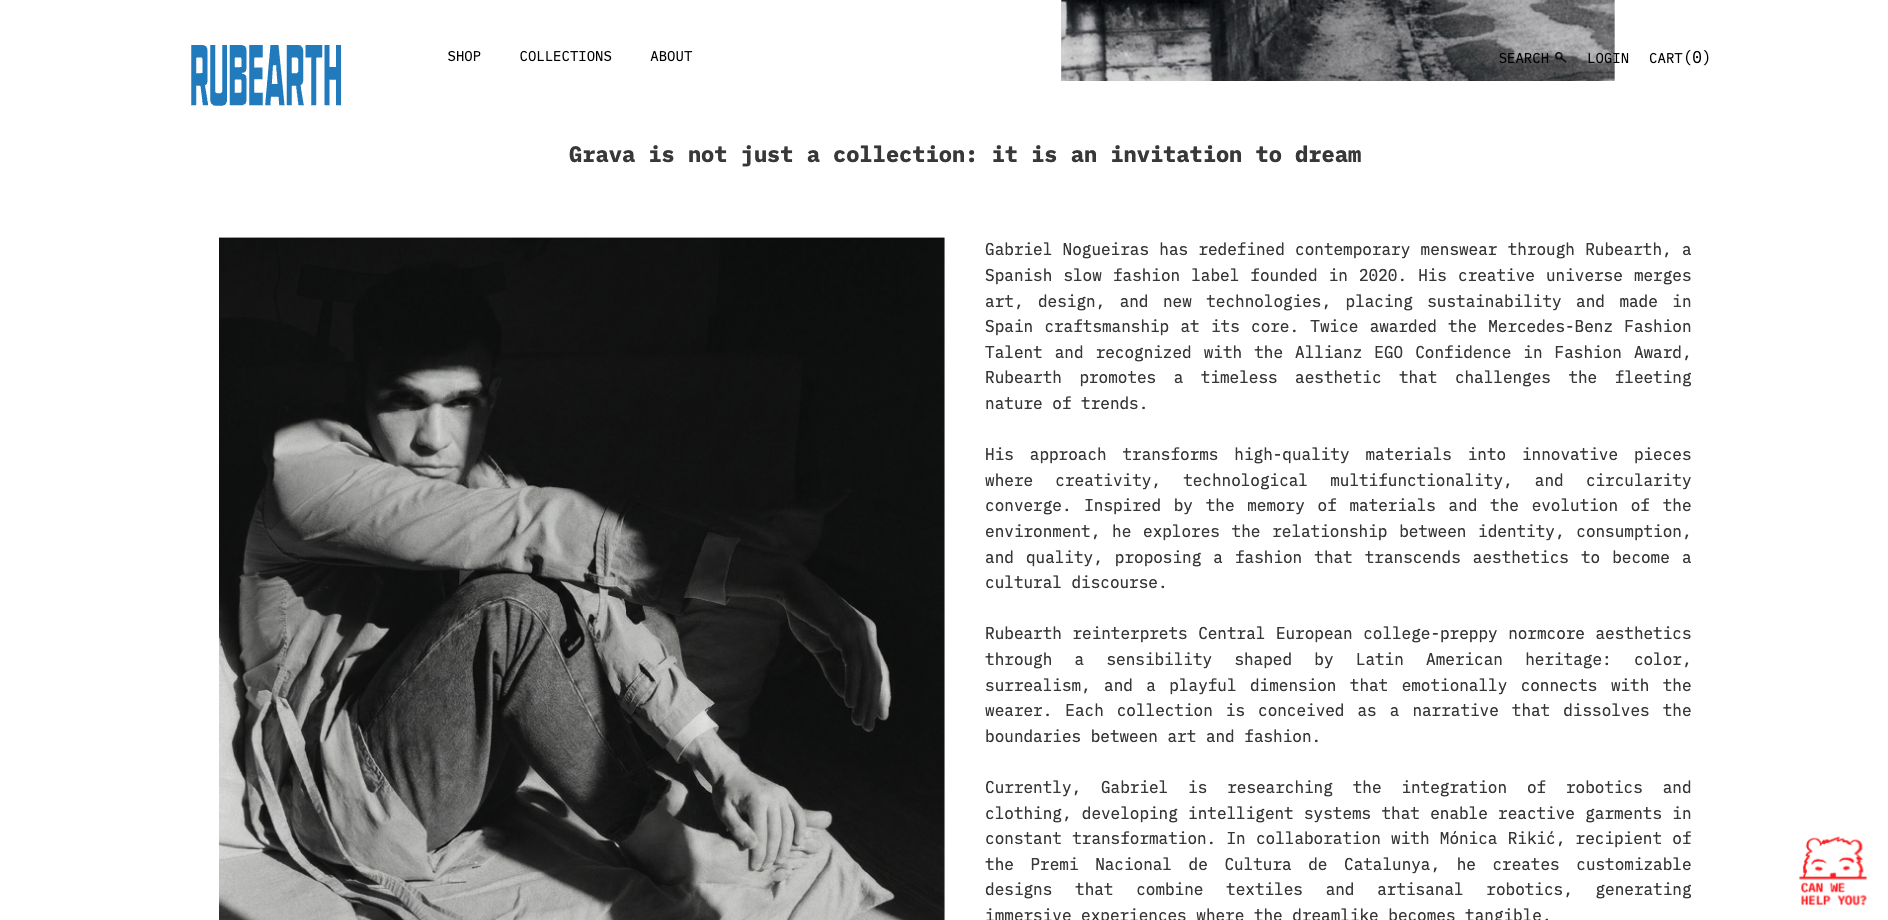 RUBEARTH
SHOP COLLECTIONS ABOUT
SEARCH LOGIN CART(0)
Grava is not just a collection: it is an invitation to dream
Gabriel Nogueiras has redefined contemporary menswear through Rubearth, a
Spanish slow fashion label founded in 2020. His creative universe merges
art, design, and new technologies, placing sustainability and made in
Spain craftsmanship at its core. Twice awarded the Mercedes-Benz Fashion
Talent and recognized with the Allianz EGO Confidence in Fashion Award,
Rubearth promotes a timeless aesthetic that challenges the fleeting
nature of trends.
His approach transforms high-quality materials into innovative pieces
where creativity, technological multifunctionality, and circularity
converge. Inspired by the memory of materials and the evolution of the
environment, he explores the relationship between identity, consumption,
and quality, proposing a fashion that transcends aesthetics to become a
cultural discourse.
Rubearth reinterprets Central European college-preppy normcore aesthetics
through a sensibility shaped by Latin American heritage: color,
surrealism, and a playful dimension that emotionally connects with the
wearer. Each collection is conceived as a narrative that dissolves the
boundaries between art and fashion.
Currently, Gabriel is researching the integration of robotics and
clothing, developing intelligent systems that enable reactive garments in
constant transformation. In collaboration with Mónica Rikić, recipient of
the Premi Nacional de Cultura de Catalunya, he creates customizable
designs that combine textiles and artisanal robotics, generating
immersive experiences where the dreamlike becomes tangible.
CAN WE
HELP YOU?